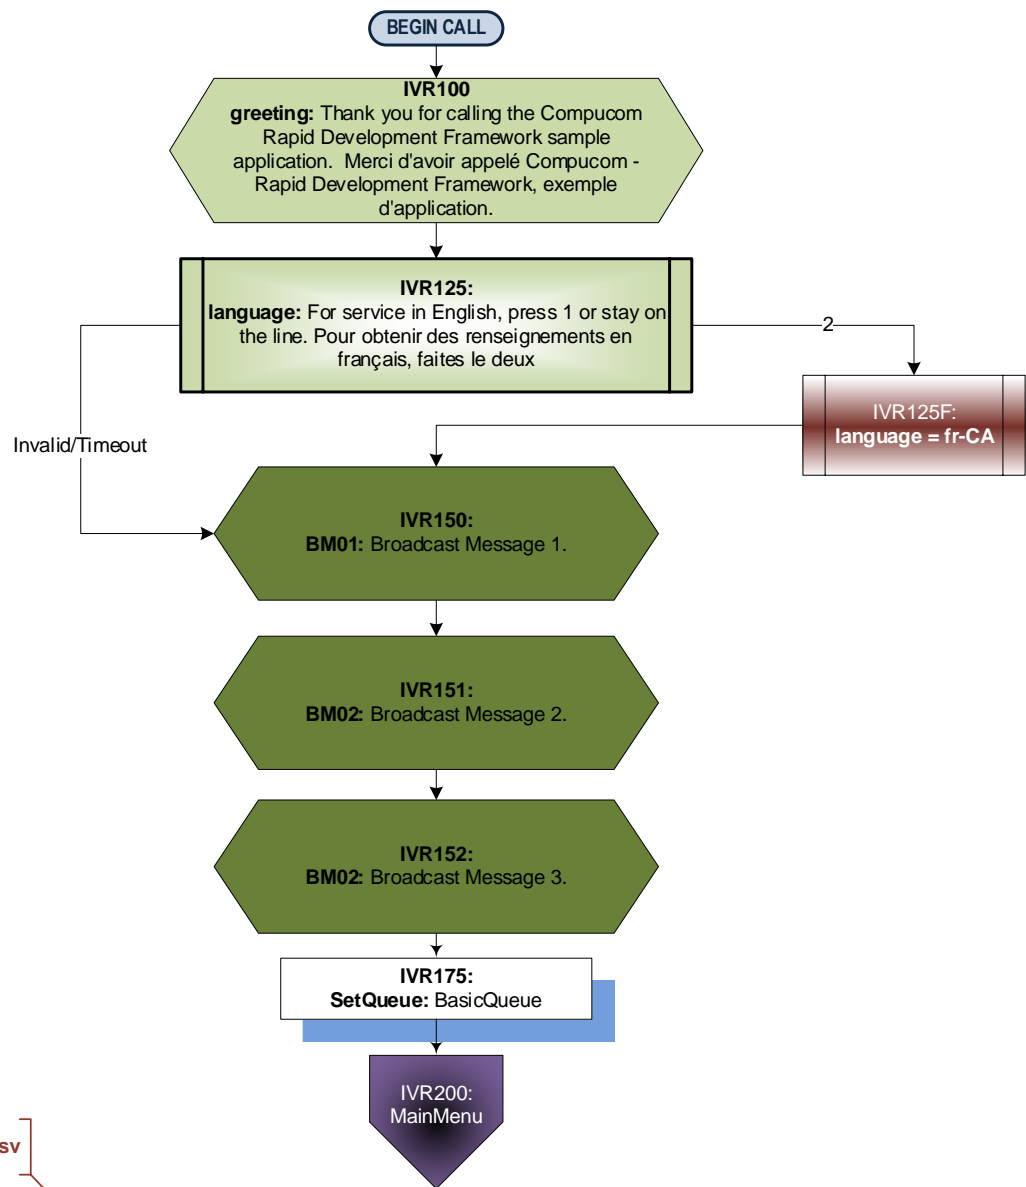 BEGIN CALL
IVR100
greeting: Thank you for calling the Compucom
Rapid Development Framework sample
application.  Merci d'avoir appelé Compucom -
Rapid Development Framework, exemple
d'application.
IVR125:
language: For service in English, press 1 or stay on
the line. Pour obtenir des renseignements en
français, faites le deux
2
IVR125F:
language = fr-CA
Invalid/Timeout
IVR150:
BM01: Broadcast Message 1.
IVR151:
BM02: Broadcast Message 2.
IVR152:
BM02: Broadcast Message 3.
IVR175:
SetQueue: BasicQueue
IVR200:
MainMenu
sv